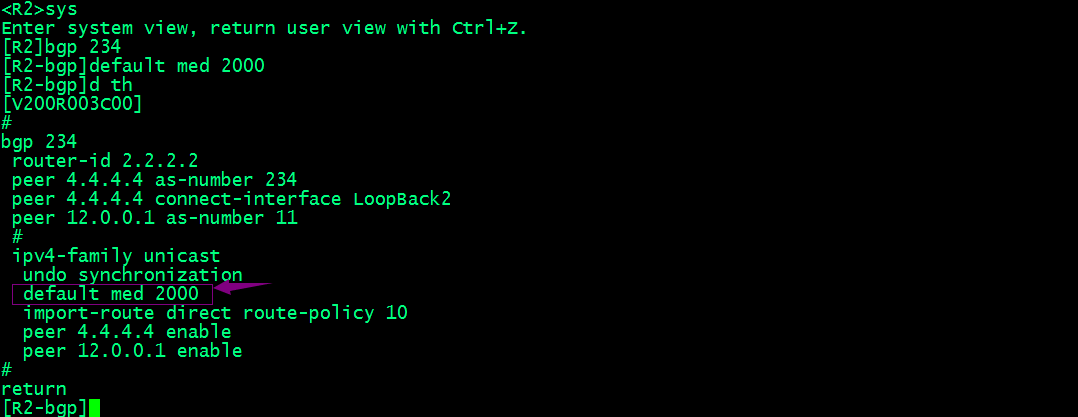 <R2>sys
Enter system view, return user view with Ctrl+Z.
[R2]bgp 234
[R2-bgp]default med 2000
[R2-bgp]d th
[V200R003C00]
#
bgp 234
 router-id 2.2.2.2
 peer 4.4.4.4 as-number 234
 peer 4.4.4.4 connect-interface LoopBack2
 peer 12.0.0.1 as-number 11
 #
 ipv4-family unicast
  undo synchronization
  default med 2000
  import-route direct route-policy 10
  peer 4.4.4.4 enable
  peer 12.0.0.1 enable
#
return
[R2-bgp]